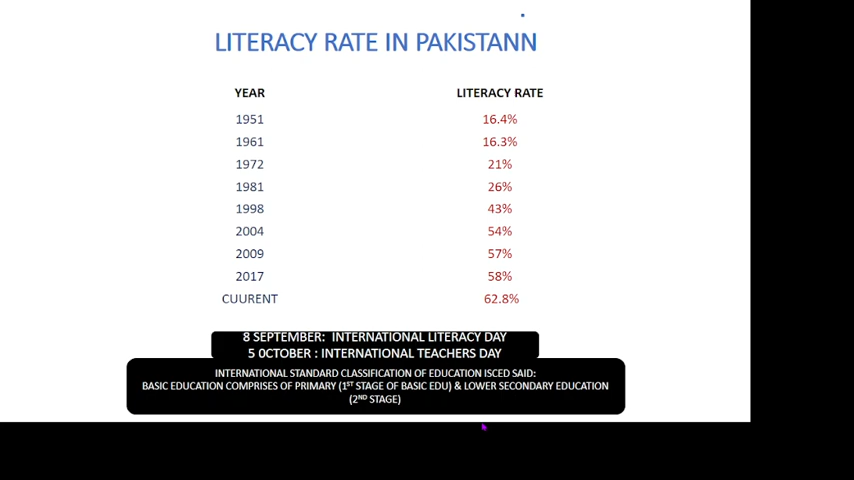 LITERACY RATE IN PAKISTANN
YEAR LITERACY RATE
1951 16.4%
1961 16.3%
1972 21%
1981 26%
1998 43%
2004 54%
2009 57%
2017 58%
CUURENT 62.8%
8 SEPTEMBER: INTERNATIONAL LITERACY DAY
5 0CTOBER : INTERNATIONAL TEACHERS DAY
INTERNATIONAL STANDARD CLASSIFICATION OF EDUCATION ISCED SAID:
BASIC EDUCATION COMPRISES OF PRIMARY (1ST STAGE OF BASIC EDU) & LOWER SECONDARY EDUCATION
(2ND STAGE)